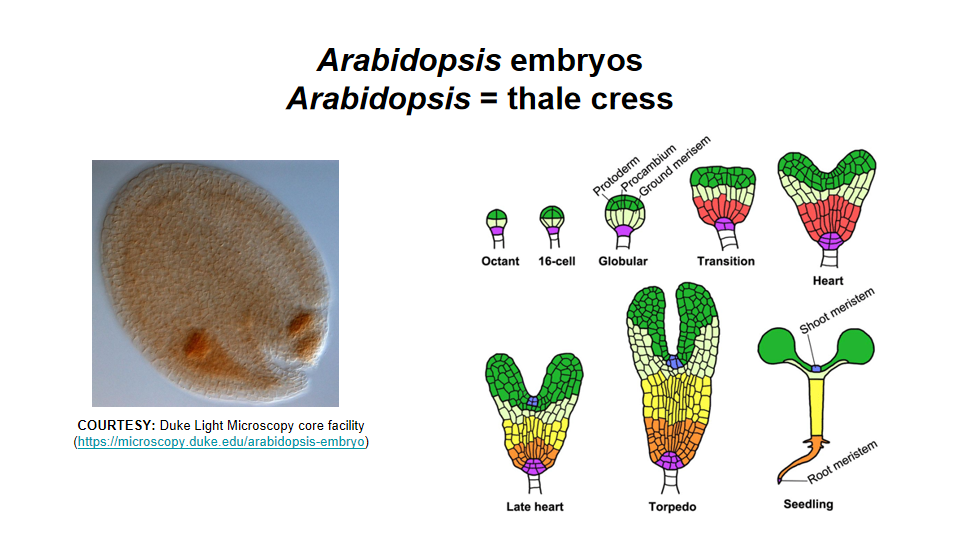 Arabidopsis embryos
Arabidopsis = thale cress
COURTESY: Duke Light Microscopy core facility
(https://microscopy.duke.edu/arabidopsis-embryo)
Protoderm
Procambium
Ground merisem
Octant
16-cell
Globular
Transition
Heart
Late heart
Torpedo
Shoot meristem
Root meristem
Seedling